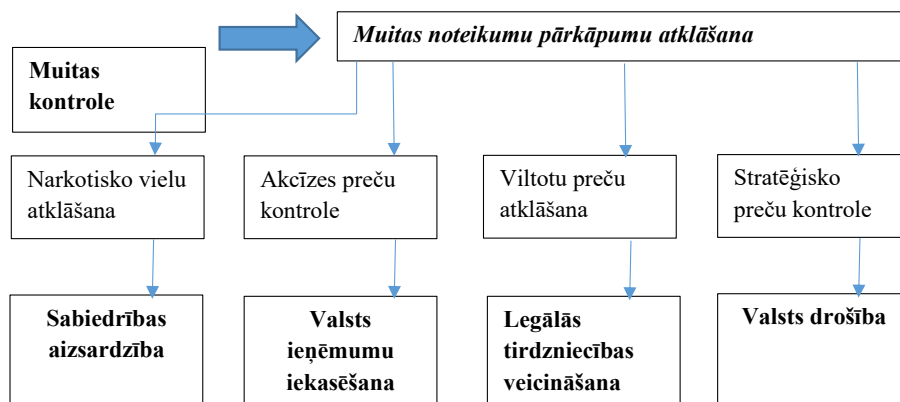 Muitas noteikumu pārkāpumu atklāšana
Muitas
kontrole
Narkotisko vielu
atklāšana
Akcīzes preču
kontrole
Viltotu preču
atklāšana
Stratēģisko
preču kontrole
Sabiedrības
aizsardzība
Valsts
ieņēmumu
iekasēšana
Legālās
tirdzniecības
veicināšana
Valsts drošība